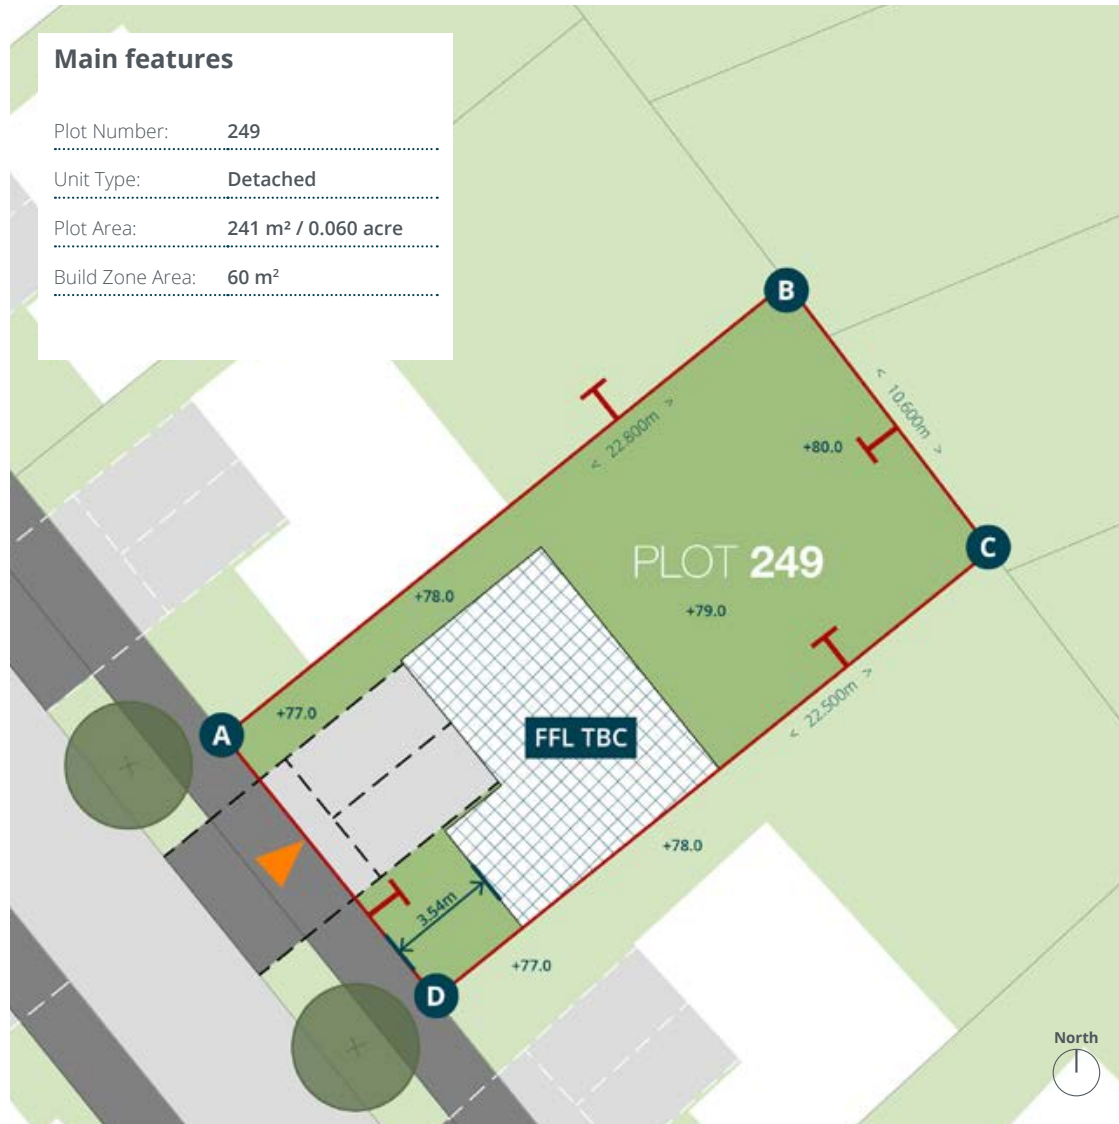 Main features
Plot Number: 249
Unit Type: Detached
Plot Area: 241 m² / 0.060 acre
Build Zone Area: 60 m²
B
< 10.600m >
< 22.800m >
+80.0
C
PLOT 249
+78.0
+79.0
< 22.500m >
+77.0
A
FFL TBC
+78.0
3.54m
+77.0
D
North